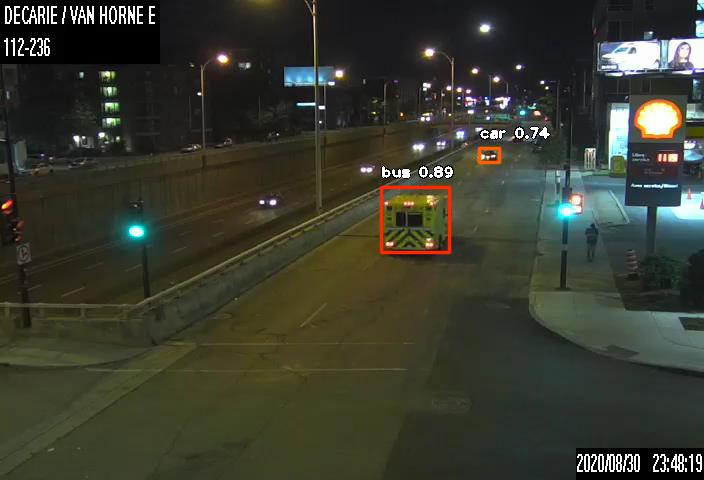 DECARIE / VAN HORNE E
112-236
car 0.74
bus 0.89
2020/08/30 23:48:19